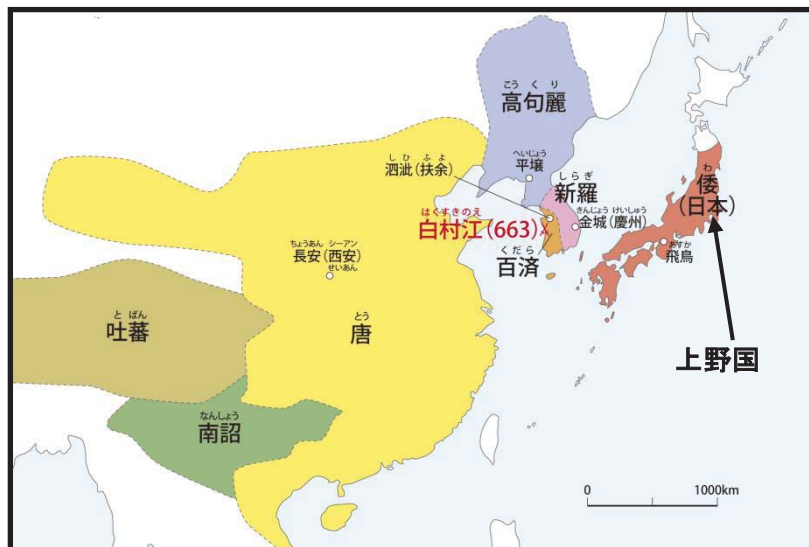 こうくり
高句麗
へいじょう
平壌
しひ ふよ
泗沘(扶余)
しらぎ
新羅
きんじょう けいしゅう
金城(慶州)
はくすきのえ
白村江(663)
くだら
百済
わ
倭
(日本)
あすか
飛鳥
上野国
ちょうあん シーアン
長安(西安)
せいあん
とう
唐
とばん
吐蕃
なんしょう
南詔
0 1000km